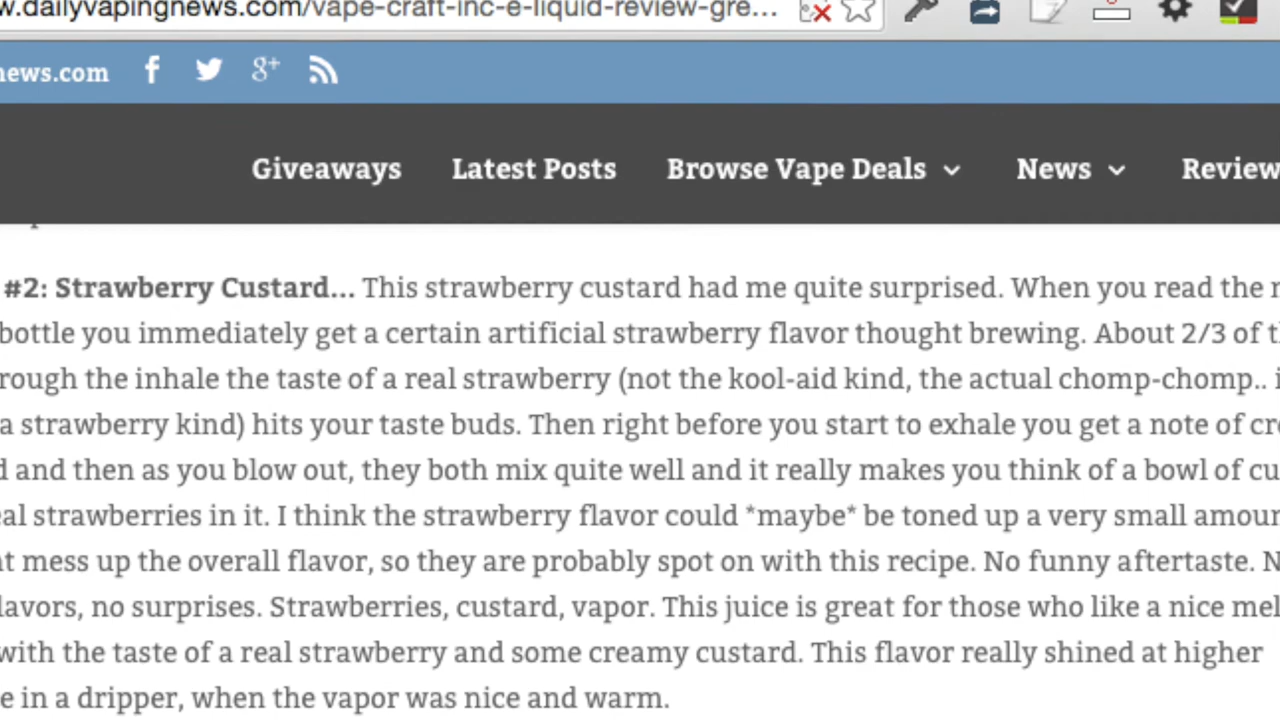 w.dailyvapingnews.com/vape-craft-inc-e-liquid-review-gre...
news.com
Giveaways Latest Posts Browse Vape Deals News Review
#2: Strawberry Custard... This strawberry custard had me quite surprised. When you read the
bottle you immediately get a certain artificial strawberry flavor thought brewing. About 2/3 of
rough the inhale the taste of a real strawberry (not the kool-aid kind, the actual chomp-chomp..
a strawberry kind) hits your taste buds. Then right before you start to exhale you get a note of
and then as you blow out, they both mix quite well and it really makes you think of a bowl of
eal strawberries in it. I think the strawberry flavor could *maybe* be toned up a very small
mess up the overall flavor, so they are probably spot on with this recipe. No funny aftertaste.
lavors, no surprises. Strawberries, custard, vapor. This juice is great for those who like a nice
with the taste of a real strawberry and some creamy custard. This flavor really shined at higher
e in a dripper, when the vapor was nice and warm.